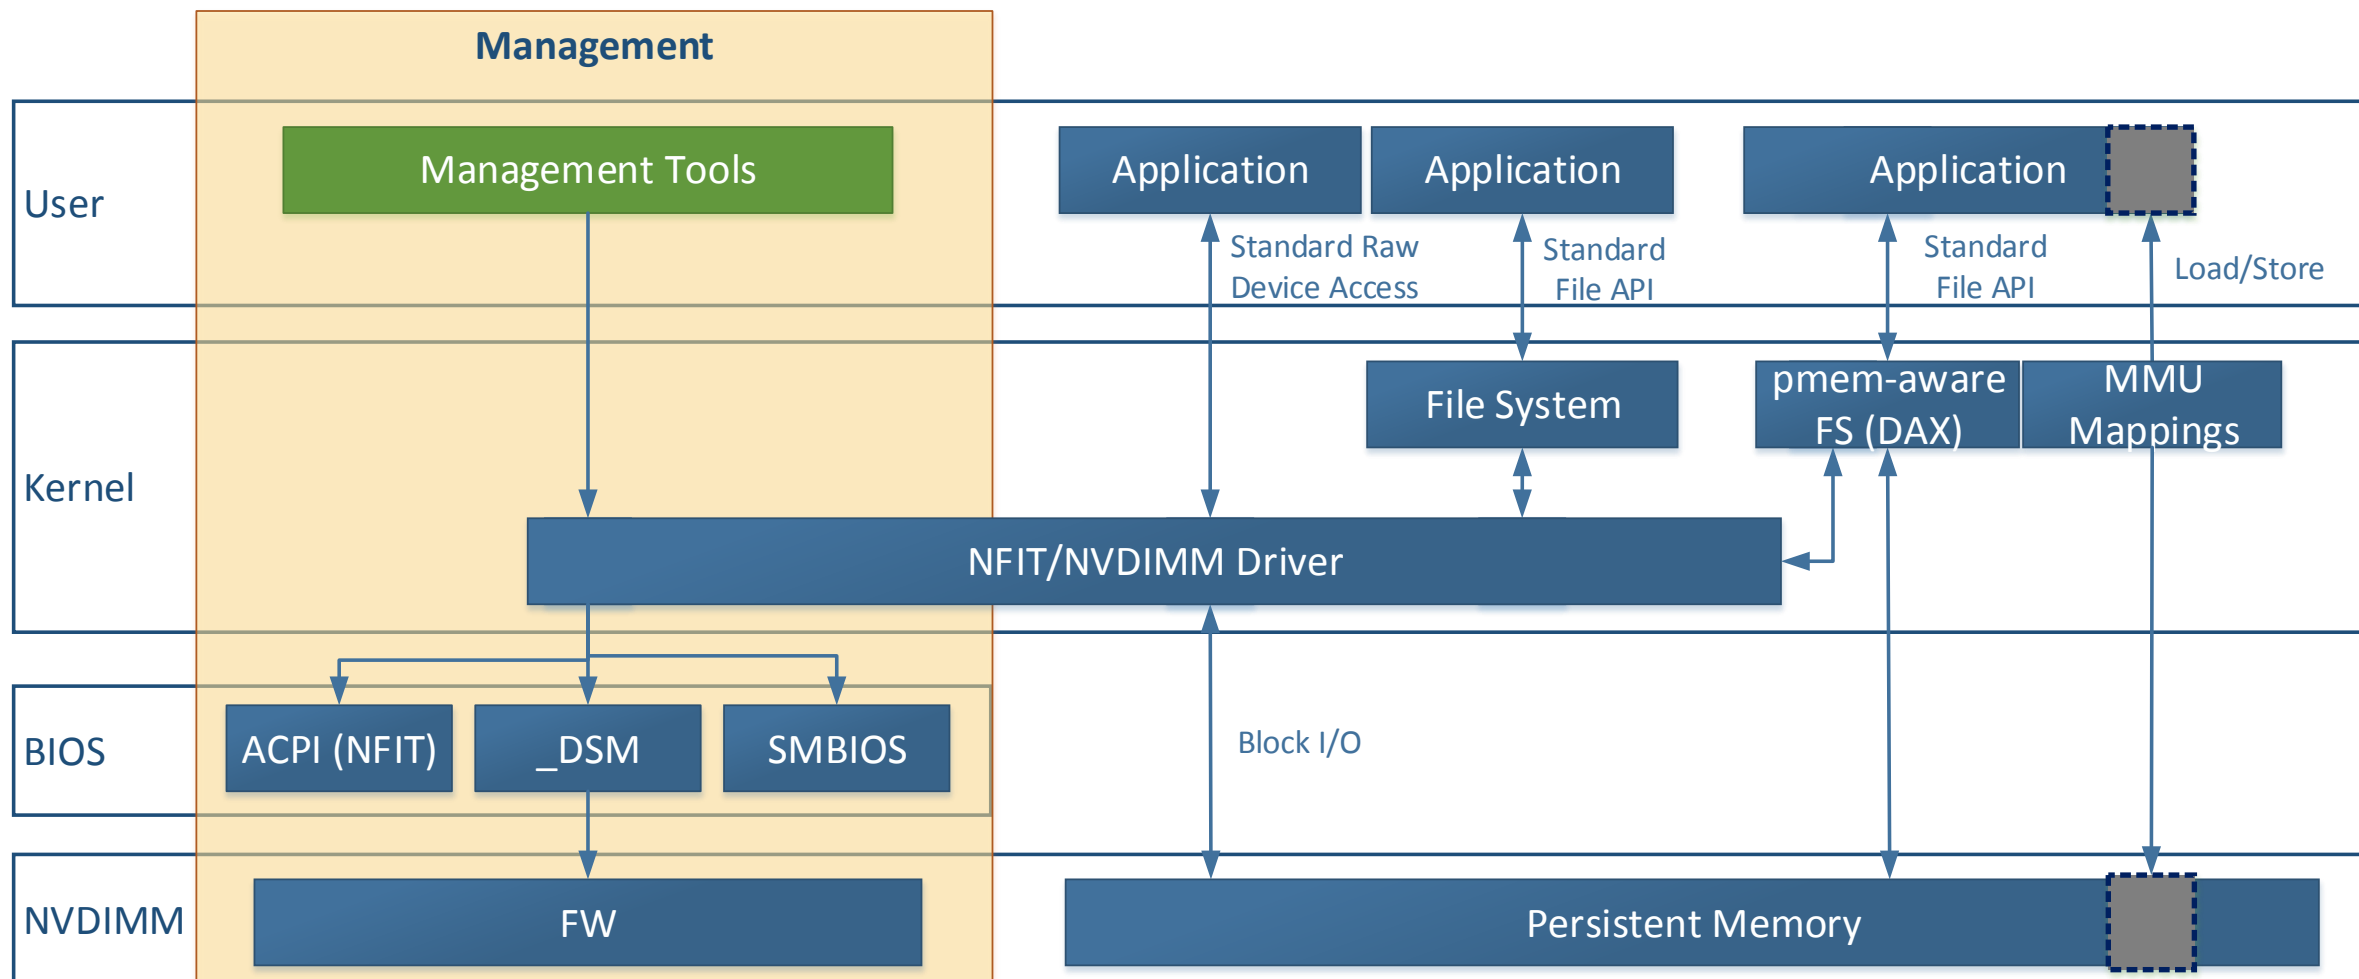 Management
User
Management Tools
Application
Application
Application
Standard Raw
Device Access
Standard
File API
Standard
File API
Load/Store
Kernel
File System
pmem-aware
FS (DAX)
MMU
Mappings
NFIT/NVDIMM Driver
BIOS
ACPI (NFIT)
_DSM
SMBIOS
Block I/O
NVDIMM
FW
Persistent Memory